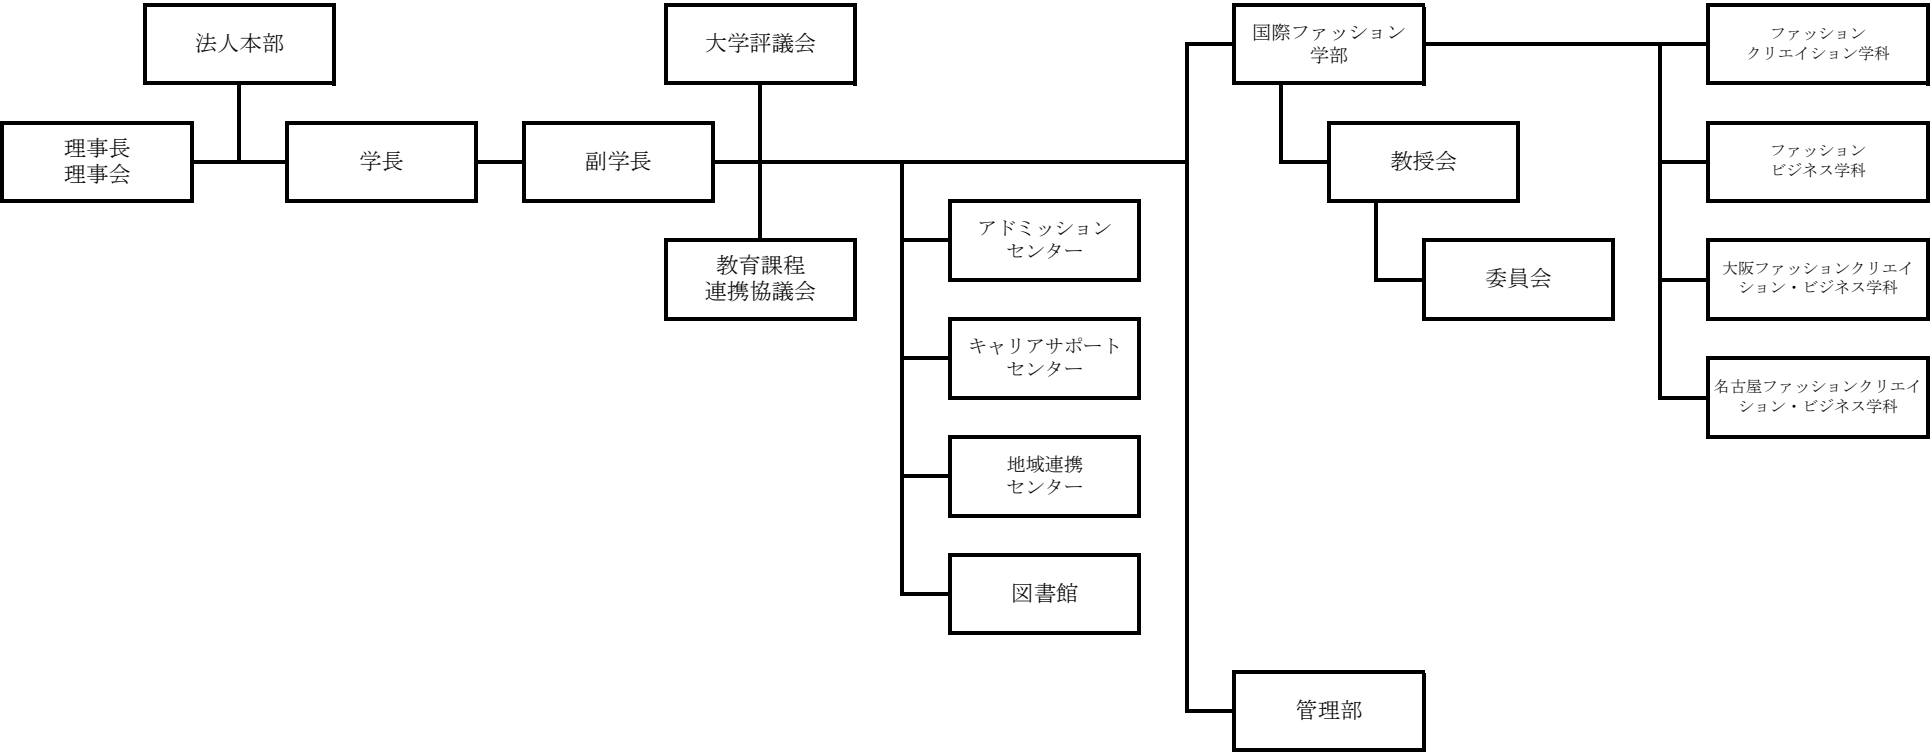 法人本部
理事長
理事会
学長
副学長
大学評議会
教育課程
連携協議会
アドミッション
センター
キャリアサポート
センター
地域連携
センター
図書館
国際ファッション
学部
教授会
委員会
管理部
ファッション
クリエイション学科
ファッション
ビジネス学科
大阪ファッションクリエイ
ション・ビジネス学科
名古屋ファッションクリエイ
ション・ビジネス学科